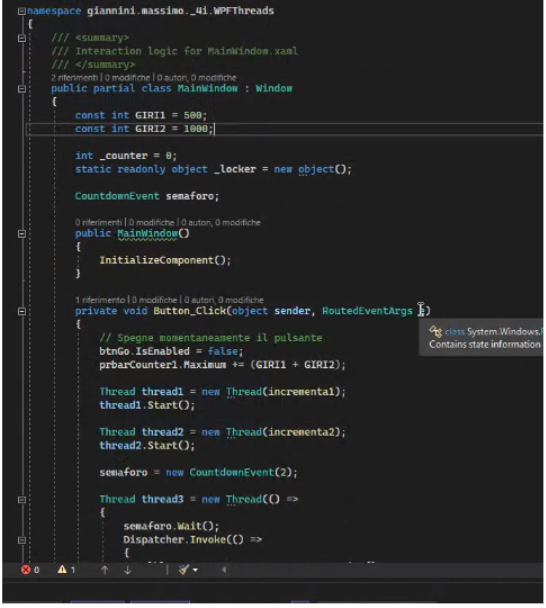 namespace giannini.massimo._4i.WPFThreads
{
/// <summary>
/// Interaction logic for MainWindow.xaml
/// </summary>
2 riferimenti | 0 modifiche | 0 autori, 0 modifiche
public partial class MainWindow : Window
{
const int GIRI1 = 500;
const int GIRI2 = 1000;
int _counter = 0;
static readonly object _locker = new object();
CountdownEvent semaforo;
0 riferimenti | 0 modifiche | 0 autori, 0 modifiche
public MainWindow()
{
InitializeComponent();
}
1 riferimento | 0 modifiche | 0 autori, 0 modifiche
private void Button_Click(object sender, RoutedEventArgs e)
{
class System.Windows.
Contains state information
// Spegne momentaneamente il pulsante
btnGo.IsEnabled = false;
prbarCounter1.Maximum += (GIRI1 + GIRI2);
Thread thread1 = new Thread(incrementa1);
thread1.Start();
Thread thread2 = new Thread(incrementa2);
thread2.Start();
semaforo = new CountdownEvent(2);
Thread thread3 = new Thread(() =>
{
semaforo.Wait();
Dispatcher.Invoke(() =>
{
0 1